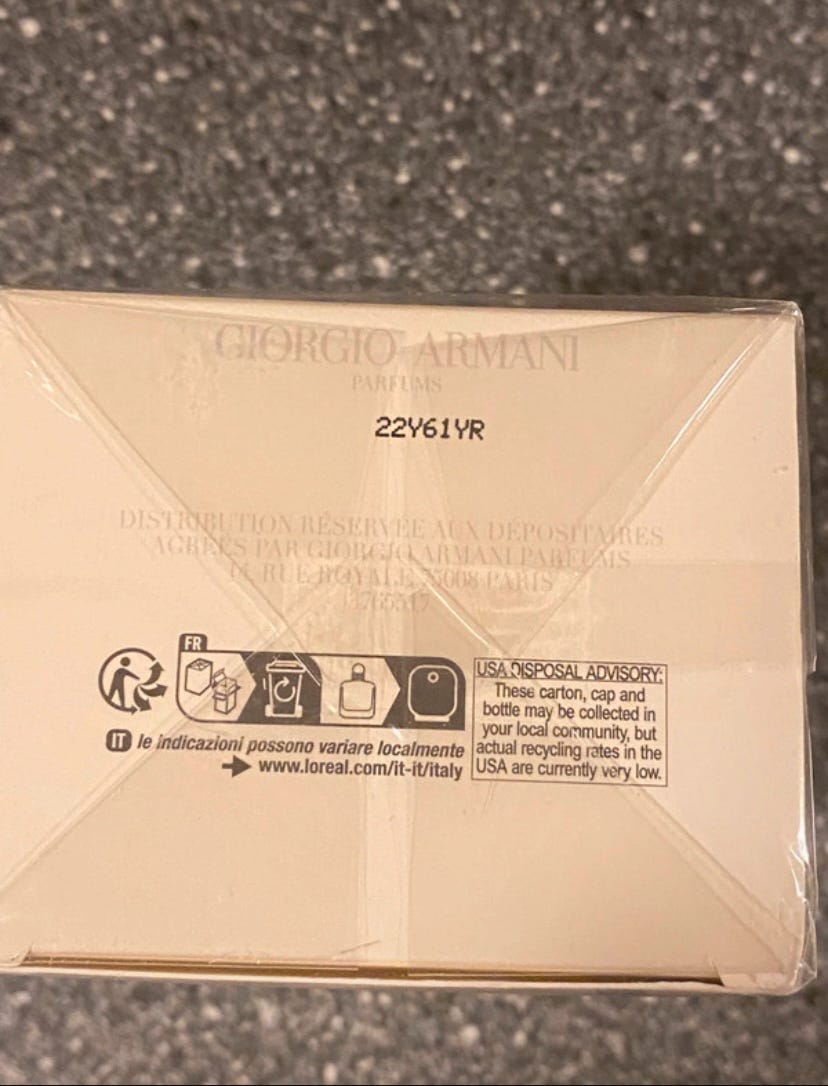 GIORGIO ARMANI
PARFUMS
22Y61YR
DISTRIBUTION RÉSERVÉE AUX DÉPOSITAIRES
AGRÉÉS PAR GIORGIO ARMANI PARFUMS
14, RUE ROYALE 75008 PARIS
FR
USA DISPOSAL ADVISORY:
These carton, cap and
bottle may be collected in
your local community, but
actual recycling rates in the
USA are currently very low.
IT le indicazioni possono variare localmente
www.loreal.com/it-it/italy